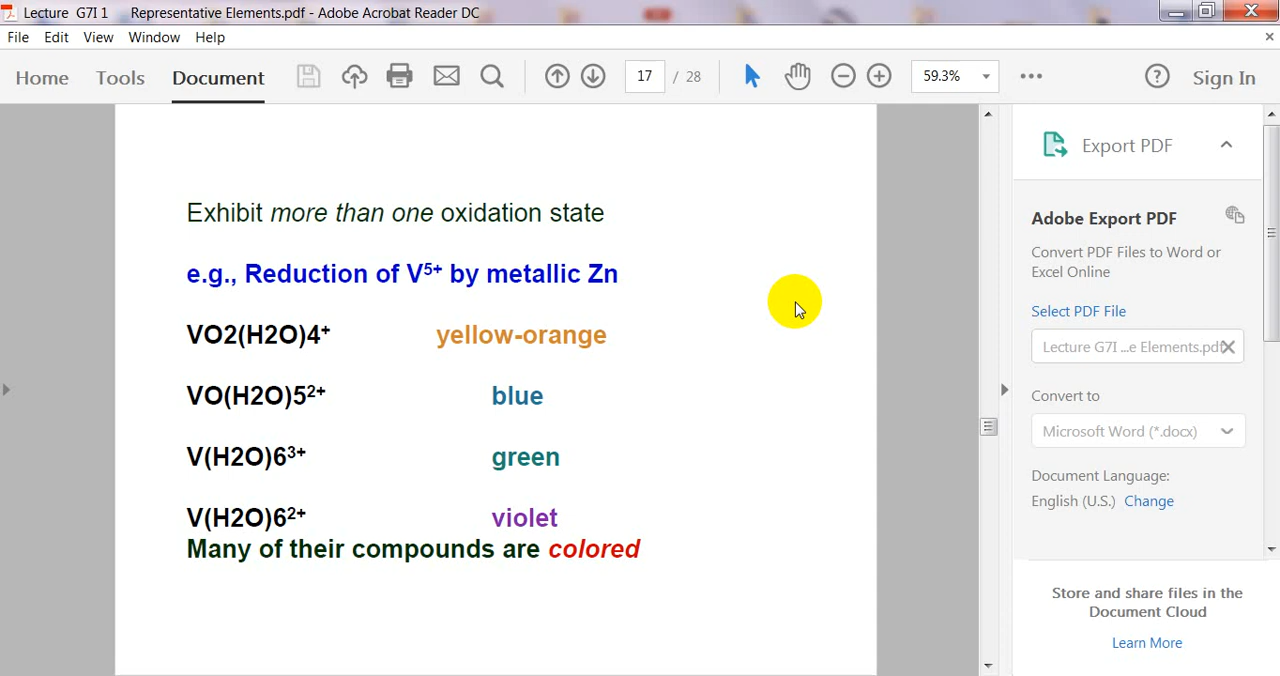 Lecture G7I 1 Representative Elements.pdf - Adobe Acrobat Reader DC
File Edit View Window Help
Home Tools Document 17 / 28 59.3% Sign In
Exhibit more than one oxidation state
e.g., Reduction of V⁵⁺ by metallic Zn
VO2(H2O)4⁺ yellow-orange
VO(H2O)5²⁺ blue
V(H2O)6³⁺ green
V(H2O)6²⁺ violet
Many of their compounds are colored
Export PDF
Adobe Export PDF
Convert PDF Files to Word or
Excel Online
Select PDF File
Lecture G7I ...e Elements.pdf
Convert to
Microsoft Word (*.docx)
Document Language:
English (U.S.) Change
Store and share files in the
Document Cloud
Learn More